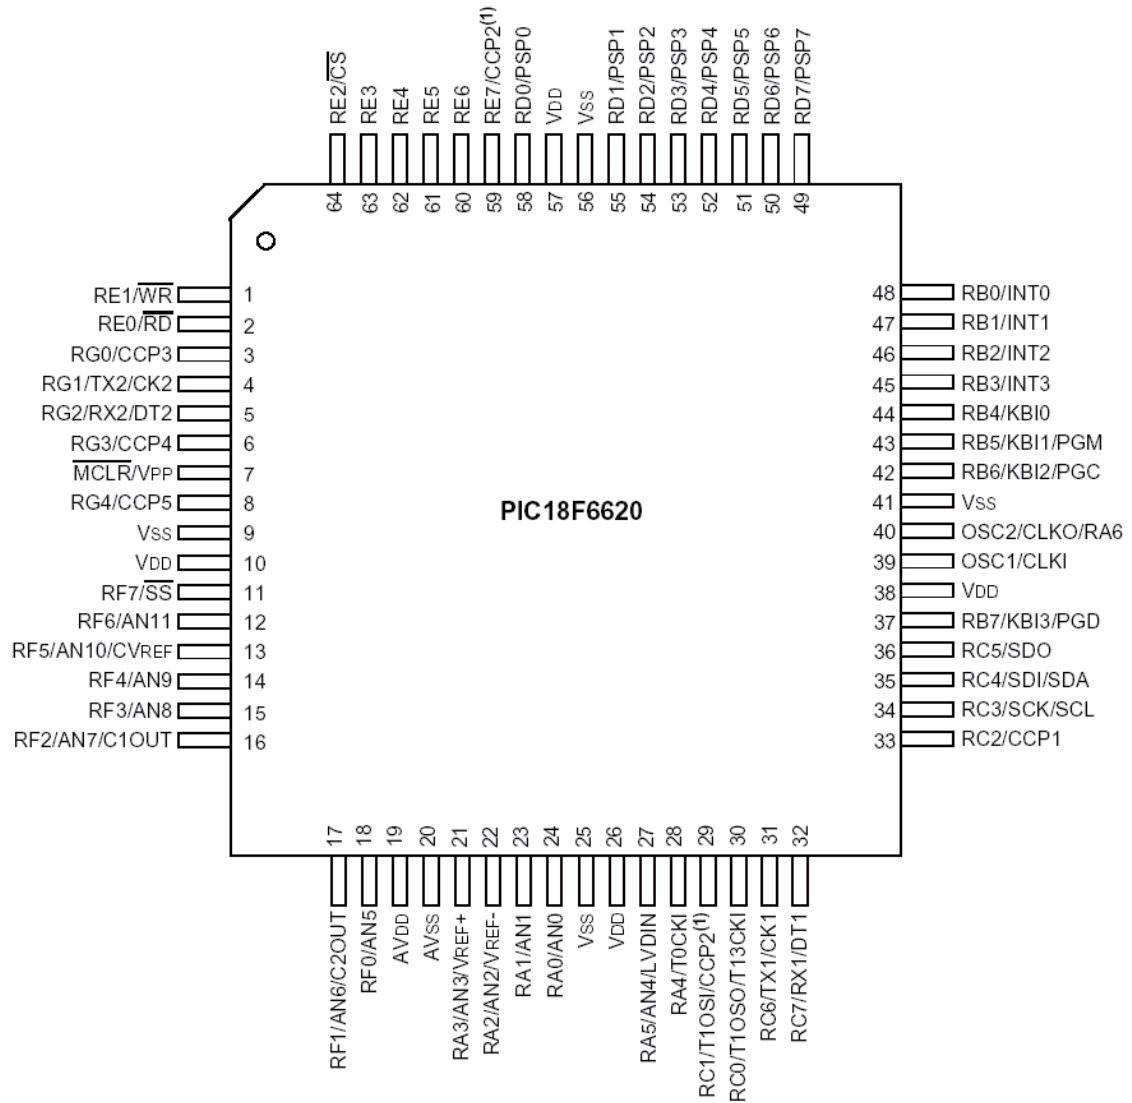 RE2/CS
RE3
RE4
RE5
RE6
RE7/CCP2(1)
RD0/PSP0
VDD
VSS
RD1/PSP1
RD2/PSP2
RD3/PSP3
RD4/PSP4
RD5/PSP5
RD6/PSP6
RD7/PSP7
64 63 62 61 60 59 58 57 56 55 54 53 52 51 50 49
RE1/WR 1
RE0/RD 2
RG0/CCP3 3
RG1/TX2/CK2 4
RG2/RX2/DT2 5
RG3/CCP4 6
MCLR/VPP 7
RG4/CCP5 8
VSS 9
VDD 10
RF7/SS 11
RF6/AN11 12
RF5/AN10/CVREF 13
RF4/AN9 14
RF3/AN8 15
RF2/AN7/C1OUT 16
PIC18F6620
48 RB0/INT0
47 RB1/INT1
46 RB2/INT2
45 RB3/INT3
44 RB4/KBI0
43 RB5/KBI1/PGM
42 RB6/KBI2/PGC
41 VSS
40 OSC2/CLKO/RA6
39 OSC1/CLKI
38 VDD
37 RB7/KBI3/PGD
36 RC5/SDO
35 RC4/SDI/SDA
34 RC3/SCK/SCL
33 RC2/CCP1
17 18 19 20 21 22 23 24 25 26 27 28 29 30 31 32
RF1/AN6/C2OUT
RF0/AN5
AVDD
AVSS
RA3/AN3/VREF+
RA2/AN2/VREF-
RA1/AN1
RA0/AN0
VSS
VDD
RA5/AN4/LVDIN
RA4/T0CKI
RC1/T1OSI/CCP2(1)
RC0/T1OSO/T13CKI
RC6/TX1/CK1
RC7/RX1/DT1